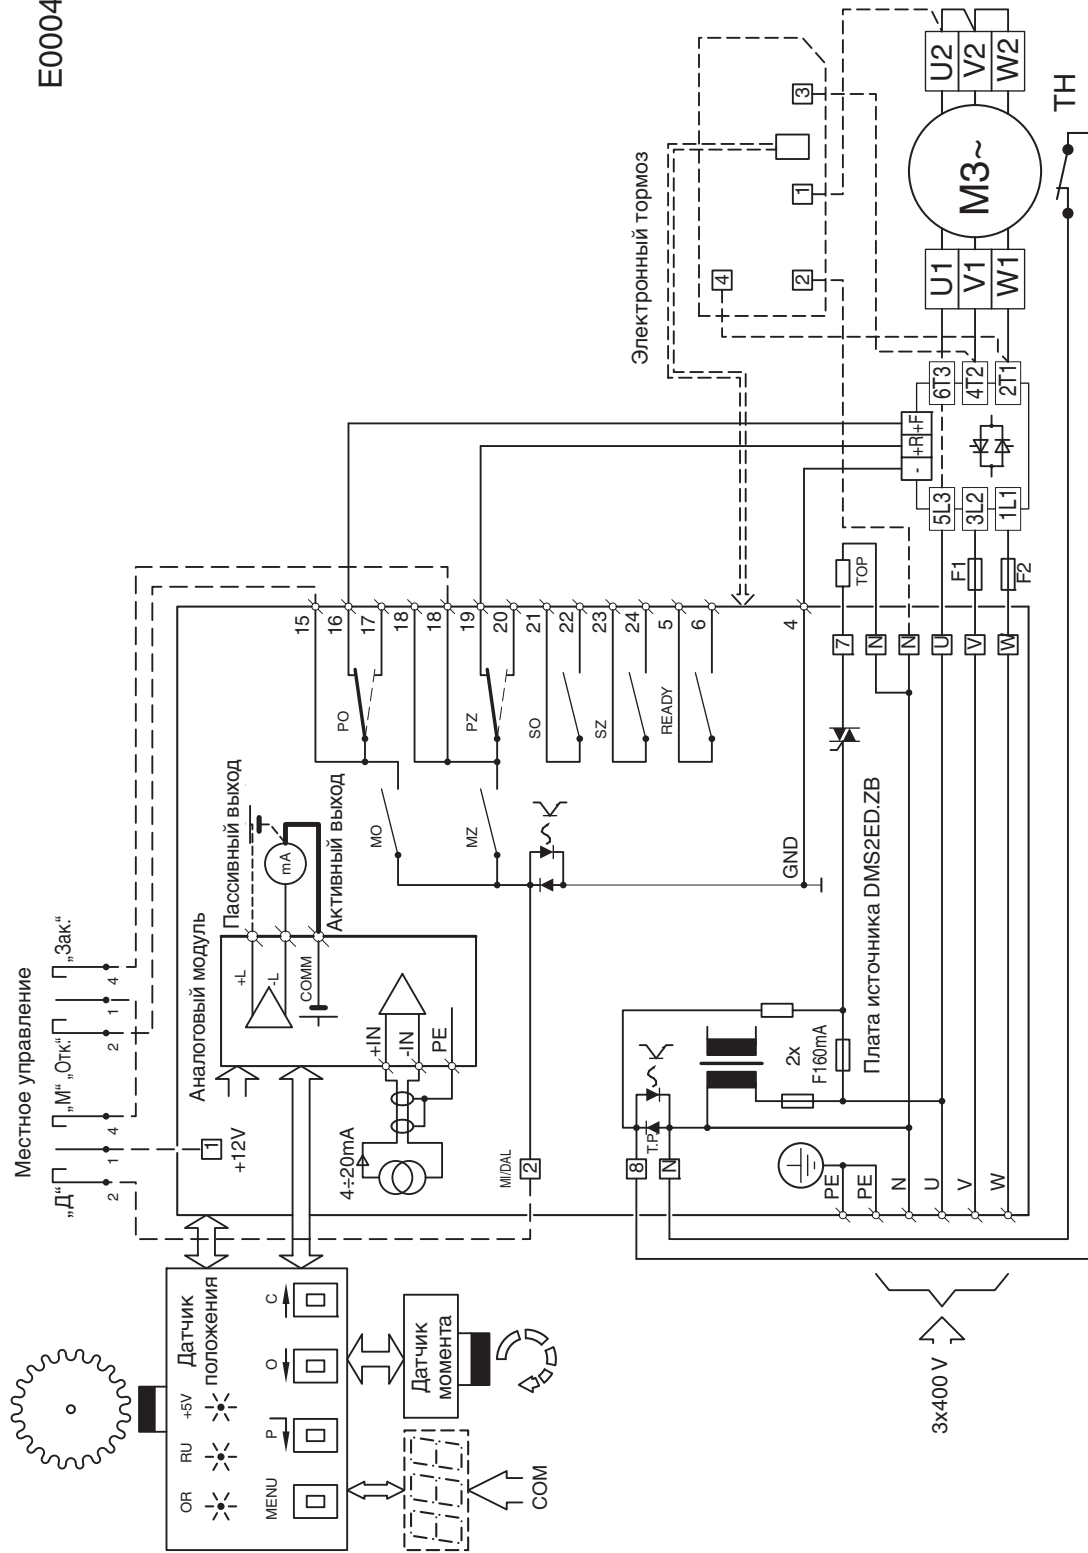 E0004
Местное управление
„Д“
„М“
„Отк.“
„Зак.“
2
1
4
2
1
4
Аналоговый модуль
Пассивный выход
Активный выход
+L
-L
COMM
mA
+IN
-IN
PE
4÷20mA
1
+12V
MI/DAL
2
Датчик
положения
OR
RU
+5V
MENU
P
O
C
Датчик
момента
COM
MO
MZ
PO
PZ
SO
SZ
READY
GND
15
16
17
18
18
19
20
21
22
23
24
5
6
4
7
N
N
U
V
W
TOP
F1
F2
Плата источника DMS2ED.ZB
2x
F160mA
8
N
T.P.
PE
PE
N
U
V
W
3x400 V
Электронный тормоз
1
2
3
4
-
+R
+F
5L3
3L2
1L1
6T3
4T2
2T1
U1
V1
W1
M3~
U2
V2
W2
TH